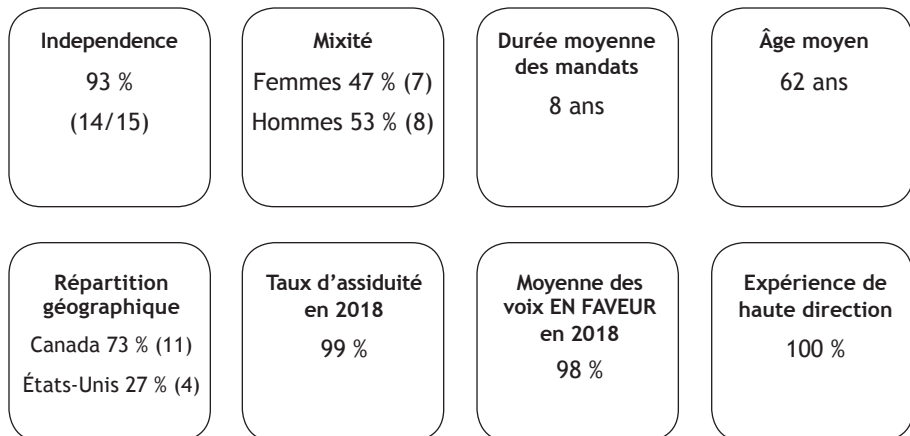 Independence
93 %
(14/15)
Mixité
Femmes 47 % (7)
Hommes 53 % (8)
Durée moyenne
des mandats
8 ans
Âge moyen
62 ans
Répartition
géographique
Canada 73 % (11)
États-Unis 27 % (4)
Taux d'assiduité
en 2018
99 %
Moyenne des
voix EN FAVEUR
en 2018
98 %
Expérience de
haute direction
100 %